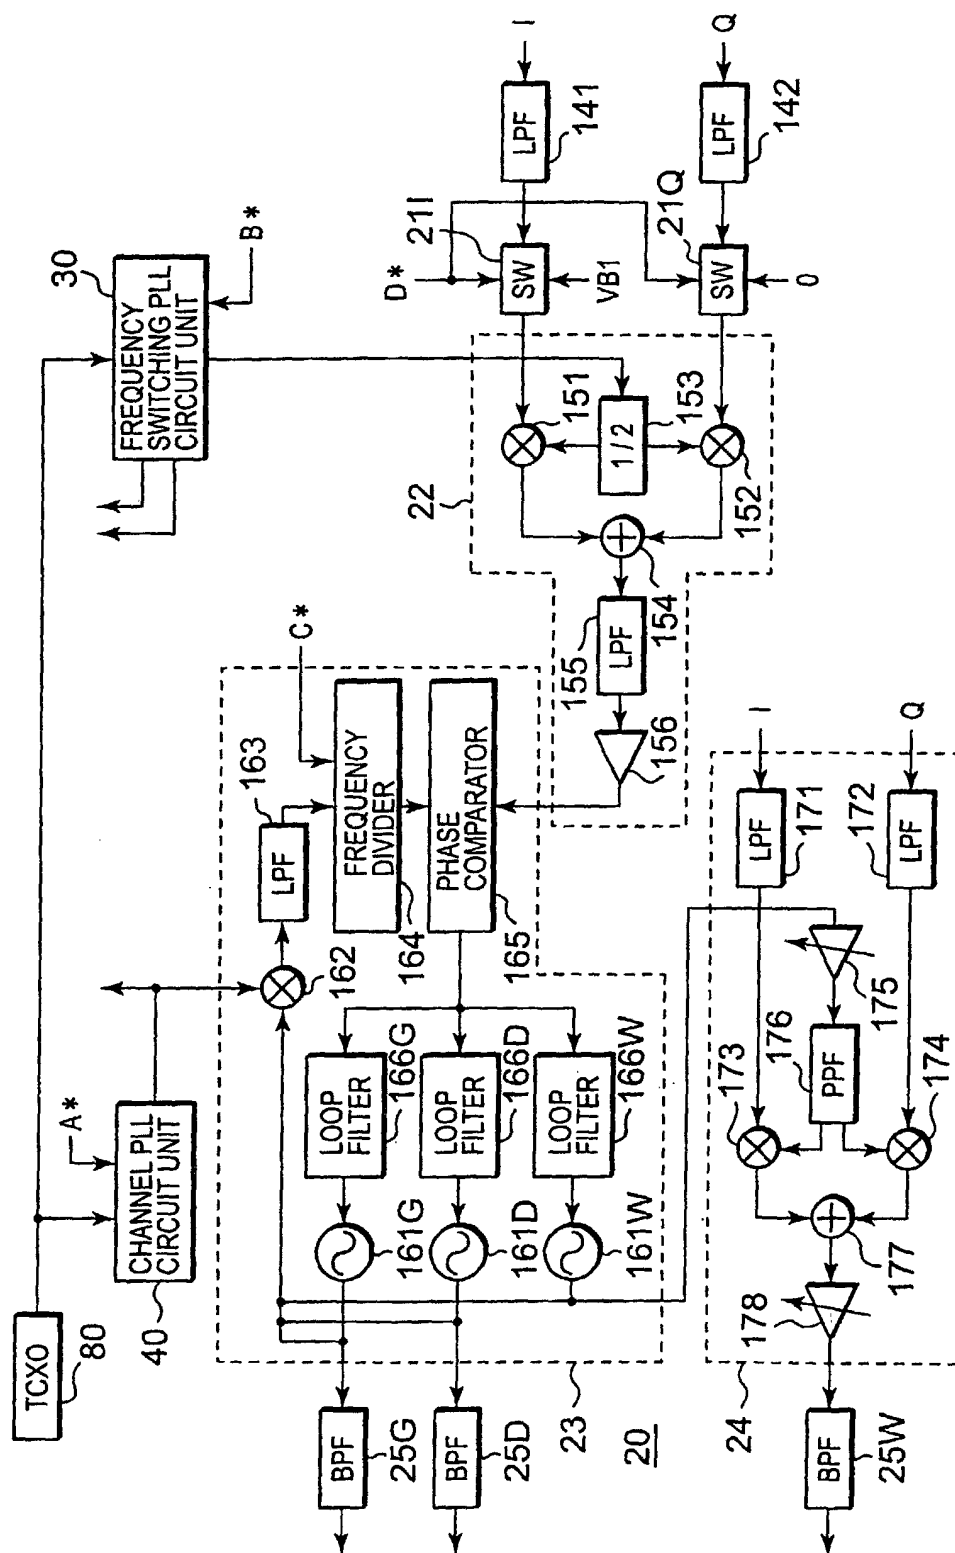 TCXO
80
CHANNEL PLL
CIRCUIT UNIT
40
A*
FREQUENCY
SWITCHING PLL
CIRCUIT UNIT
30
B*
C*
LPF
163
162
FREQUENCY
DIVIDER
164
PHASE
COMPARATOR
165
LOOP
FILTER
166G
LOOP
FILTER
166D
LOOP
FILTER
166W
161G
161D
161W
BPF
25G
BPF
25D
23
20
22
D*
I
LPF
141
21I
SW
VB1
Q
LPF
142
21Q
SW
0
151
1/2
153
152
154
LPF
155
156
I
LPF
171
Q
LPF
172
173
174
175
PPF
176
177
178
24
BPF
25W